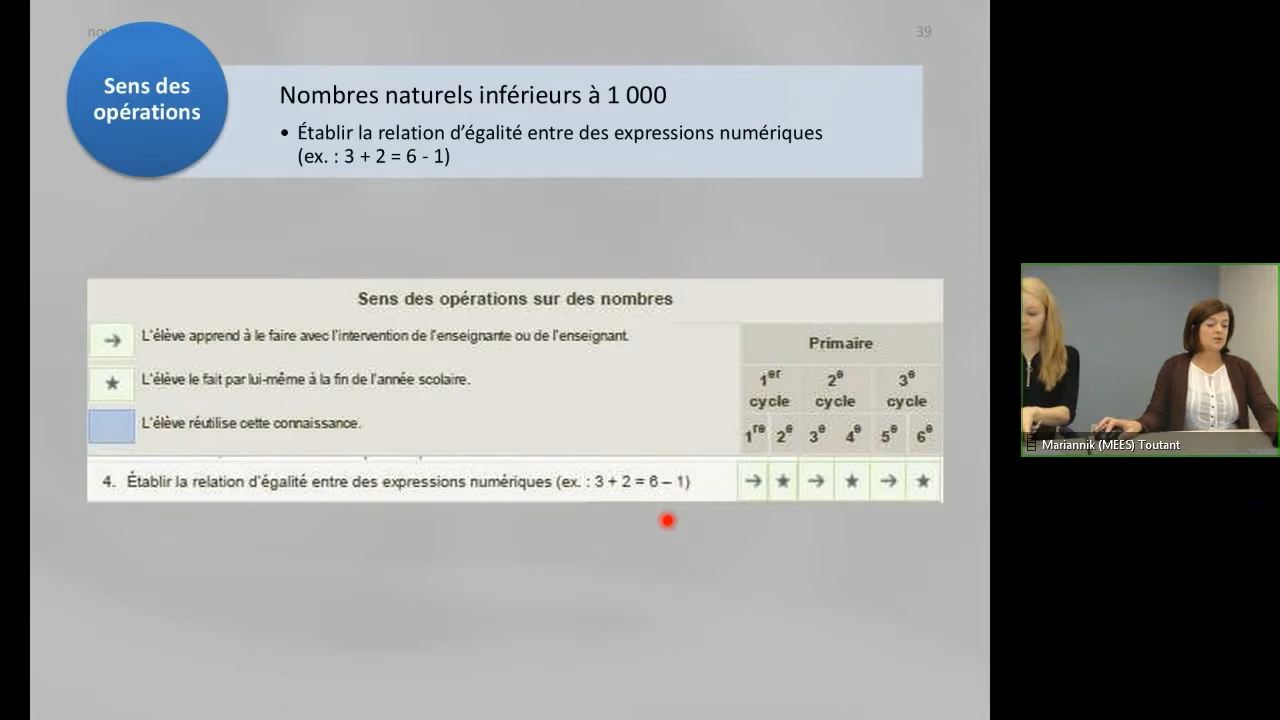 39
Sens des
opérations
Nombres naturels inférieurs à 1 000
• Établir la relation d'égalité entre des expressions numériques
(ex. : 3 + 2 = 6 - 1)
Sens des opérations sur des nombres
→ L'élève apprend à le faire avec l'intervention de l'enseignante ou de l'enseignant.
★ L'élève le fait par lui-même à la fin de l'année scolaire.
L'élève réutilise cette connaissance.
Primaire
1er cycle 2e cycle 3e cycle
1re 2e 3e 4e 5e 6e
4. Établir la relation d'égalité entre des expressions numériques (ex. : 3 + 2 = 6 – 1) → ★ → ★ → ★
Mariannik (MEES) Toutant